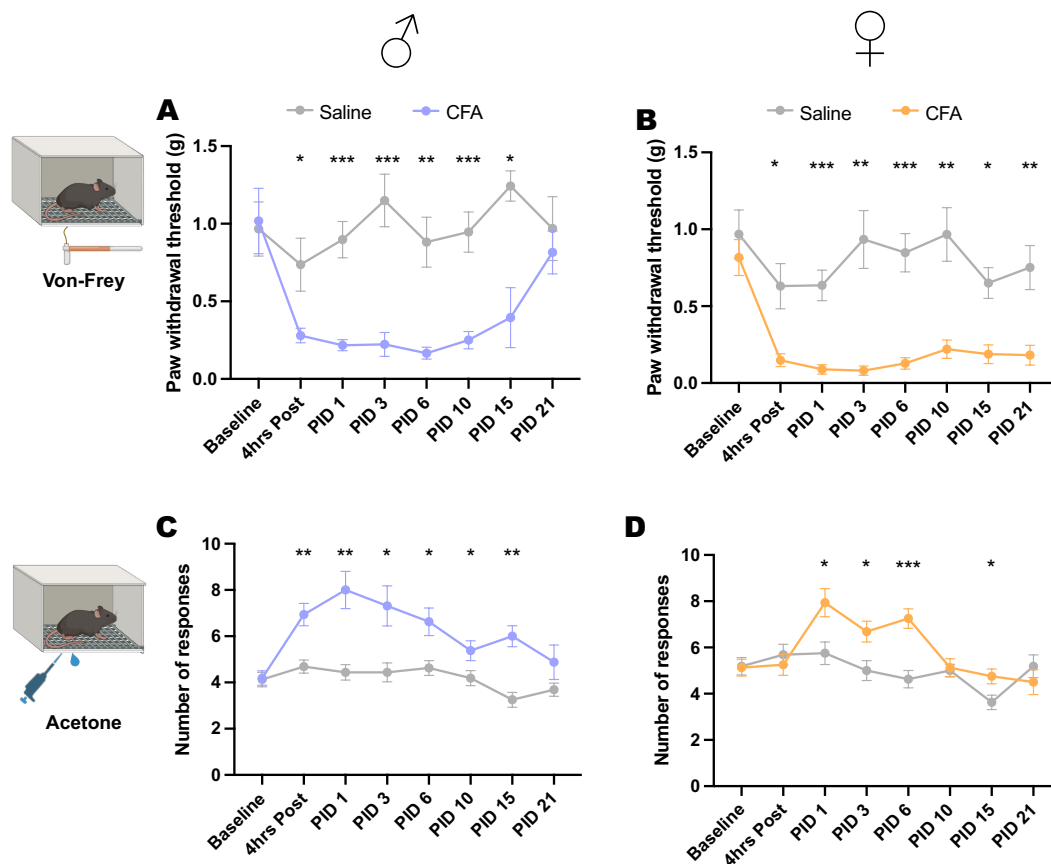 ♂
♀
A
Saline
CFA
Paw withdrawal threshold (g)
1.5
1.0
0.5
0.0
* *** *** ** *** *
Baseline
4hrs Post
PID 1
PID 3
PID 6
PID 10
PID 15
PID 21
Von-Frey
B
Saline
CFA
Paw withdrawal threshold (g)
1.5
1.0
0.5
0.0
* *** ** *** ** * **
Baseline
4hrs Post
PID 1
PID 3
PID 6
PID 10
PID 15
PID 21
C
Number of responses
10
8
6
4
2
0
** ** * * * **
Baseline
4hrs Post
PID 1
PID 3
PID 6
PID 10
PID 15
PID 21
Acetone
D
Number of responses
10
8
6
4
2
0
* * *** *
Baseline
4hrs Post
PID 1
PID 3
PID 6
PID 10
PID 15
PID 21